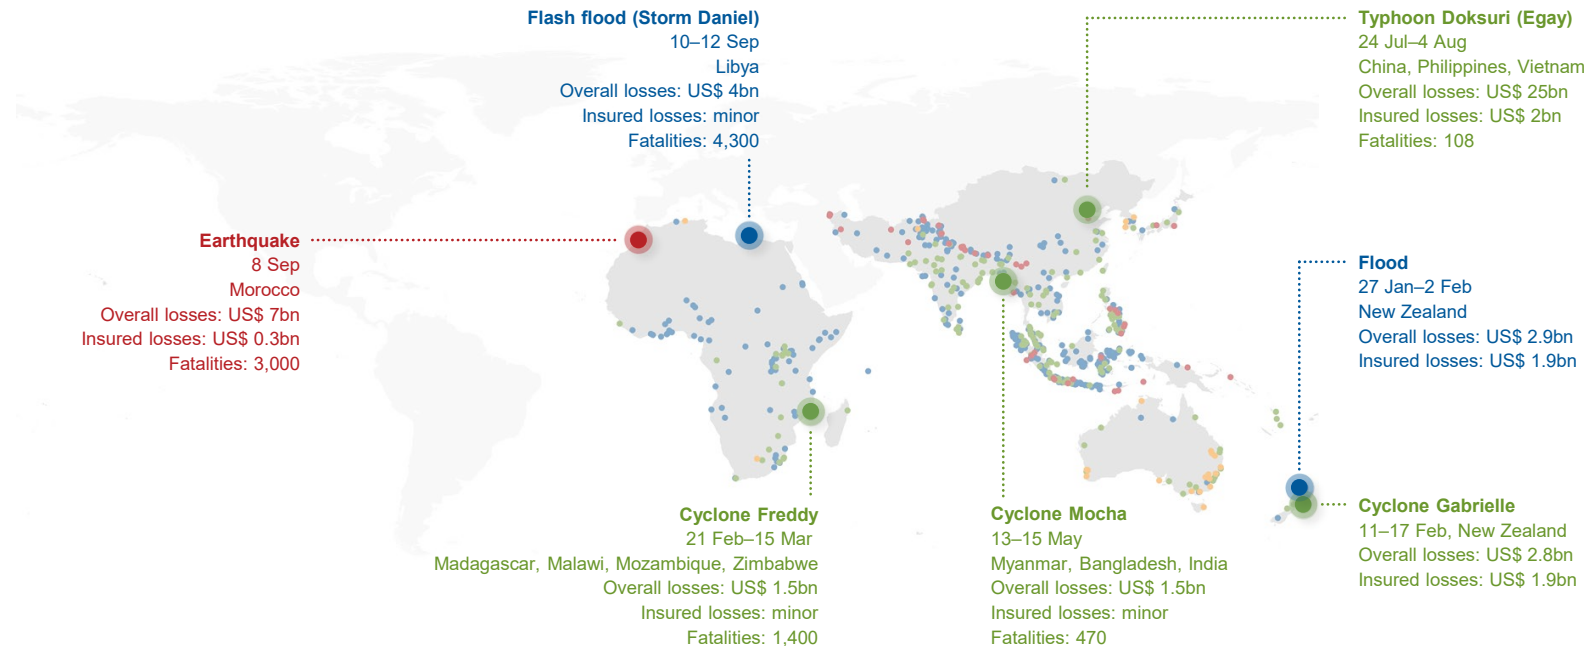 Flash flood (Storm Daniel)
10–12 Sep
Libya
Overall losses: US$ 4bn
Insured losses: minor
Fatalities: 4,300
Typhoon Doksuri (Egay)
24 Jul–4 Aug
China, Philippines, Vietnam
Overall losses: US$ 25bn
Insured losses: US$ 2bn
Fatalities: 108
Earthquake
8 Sep
Morocco
Overall losses: US$ 7bn
Insured losses: US$ 0.3bn
Fatalities: 3,000
Flood
27 Jan–2 Feb
New Zealand
Overall losses: US$ 2.9bn
Insured losses: US$ 1.9bn
Cyclone Freddy
21 Feb–15 Mar
Madagascar, Malawi, Mozambique, Zimbabwe
Overall losses: US$ 1.5bn
Insured losses: minor
Fatalities: 1,400
Cyclone Mocha
13–15 May
Myanmar, Bangladesh, India
Overall losses: US$ 1.5bn
Insured losses: minor
Fatalities: 470
Cyclone Gabrielle
11–17 Feb, New Zealand
Overall losses: US$ 2.8bn
Insured losses: US$ 1.9bn